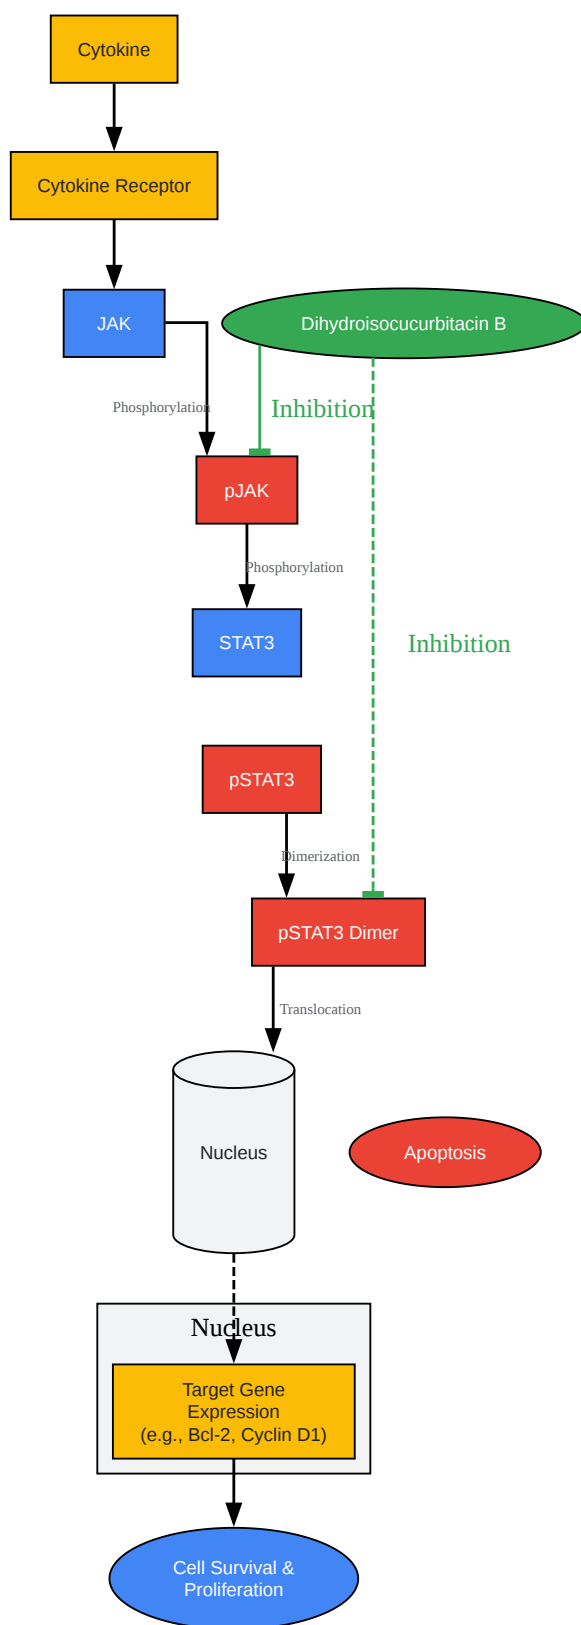 Cytokine
Cytokine Receptor
JAK
Dihydroisocucurbitacin B
Phosphorylation
Inhibition
pJAK
Phosphorylation
STAT3
Inhibition
pSTAT3
Dimerization
pSTAT3 Dimer
Translocation
Nucleus
Apoptosis
Nucleus
Target Gene
Expression
(e.g., Bcl-2, Cyclin D1)
Cell Survival &
Proliferation